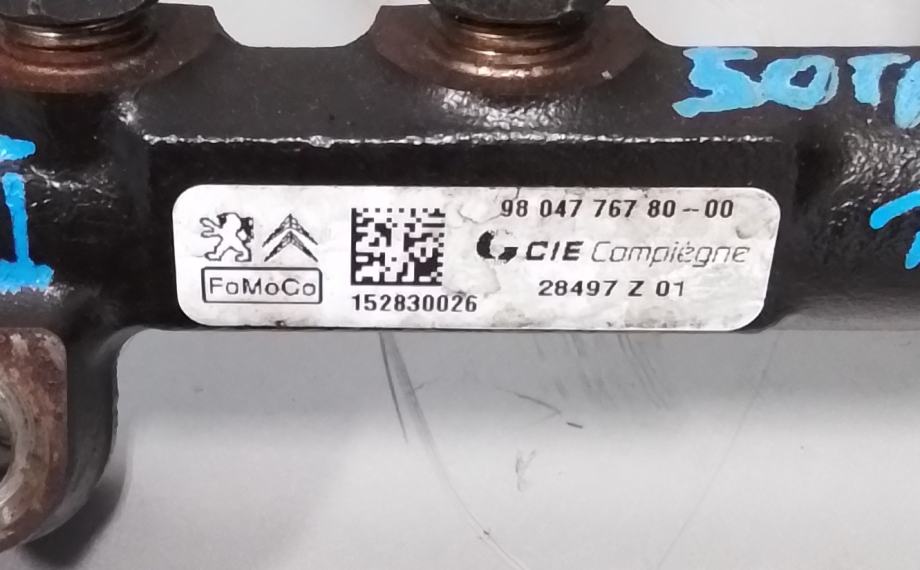 98 047 767 80-00
CIE Compiègne
28497 Z 01
152830026
FoMoCo